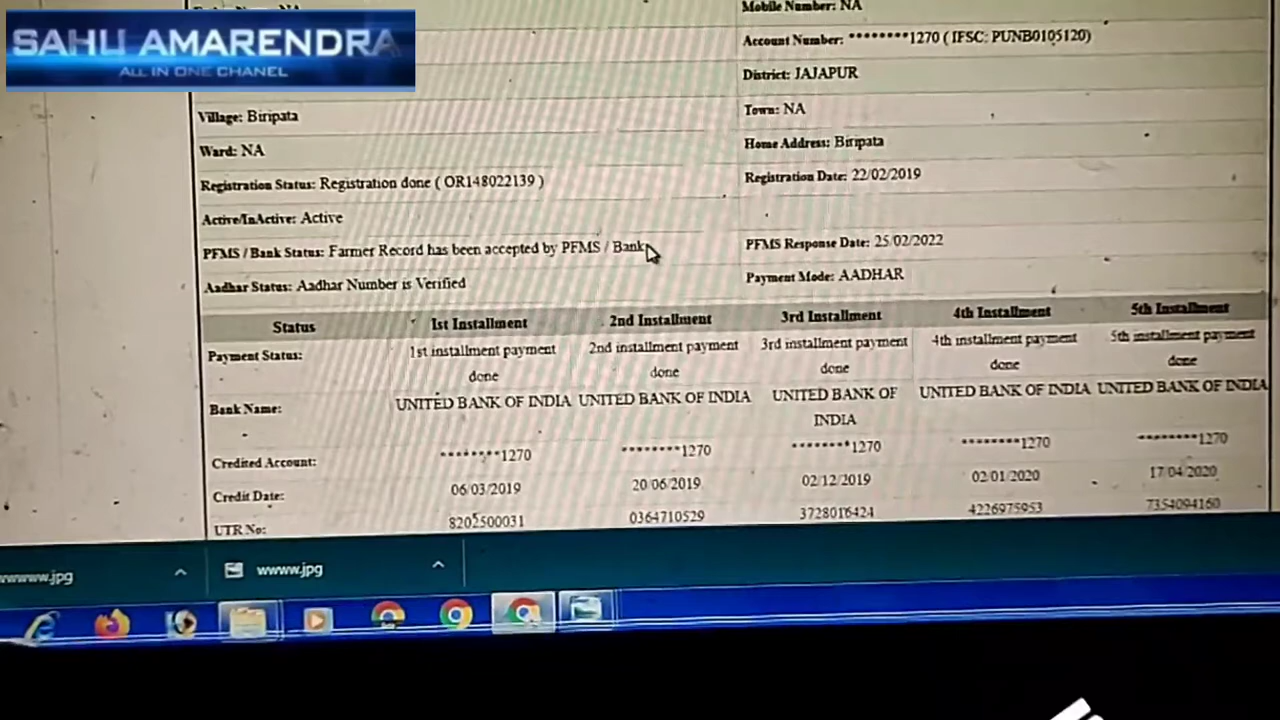 SAHU AMARENDRA
ALL IN ONE CHANEL
Mobile Number: NA
Account Number: ********1270 ( IFSC: PUNB0105120)
District: JAJAPUR
Village: Biripata
Town: NA
Ward: NA
Home Address: Biripata
Registration Status: Registration done ( OR148022139 )
Registration Date: 22/02/2019
Active/InActive: Active
PFMS / Bank Status: Farmer Record has been accepted by PFMS / Bank
PFMS Response Date: 25/02/2022
Aadhar Status: Aadhar Number is Verified
Payment Mode: AADHAR
Status 1st Installment 2nd Installment 3rd Installment 4th Installment 5th Installment
Payment Status: 1st installment payment done 2nd installment payment done 3rd installment payment done 4th installment payment done 5th installment payment done
Bank Name: UNITED BANK OF INDIA UNITED BANK OF INDIA UNITED BANK OF INDIA UNITED BANK OF INDIA UNITED BANK OF INDIA
Credited Account: ********1270 ********1270 ********1270 ********1270 ********1270
Credit Date: 06/03/2019 20/06/2019 02/12/2019 02/01/2020 17/04/2020
UTR No: 8202500031 0364710529 3728016424 4226975953 7354094160
wwwww.jpg
wwww.jpg